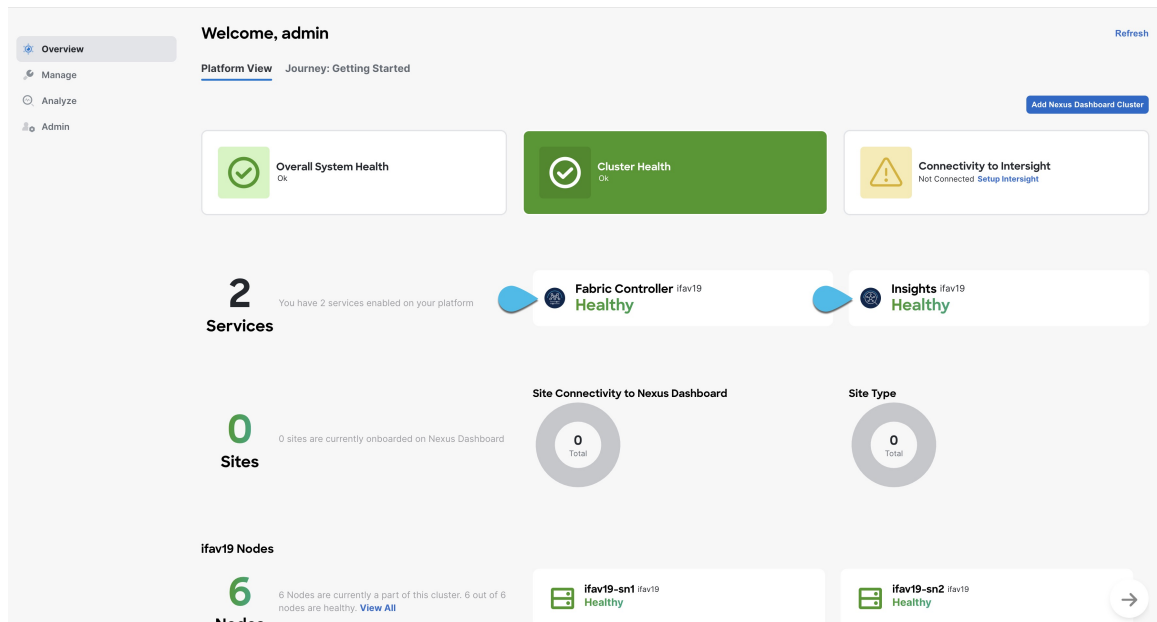 Welcome, admin
Refresh
Overview
Manage
Analyze
Admin
Platform View
Journey: Getting Started
Add Nexus Dashboard Cluster
Overall System Health
Ok
Cluster Health
Ok
Connectivity to Intersight
Not Connected Setup Intersight
2
Services
You have 2 services enabled on your platform
Fabric Controller ifav19
Healthy
Insights ifav19
Healthy
0
Sites
0 sites are currently onboarded on Nexus Dashboard
Site Connectivity to Nexus Dashboard
0
Total
Site Type
0
Total
ifav19 Nodes
6
Nodes
6 Nodes are currently a part of this cluster. 6 out of 6
nodes are healthy. View All
ifav19-sn1 ifav19
Healthy
ifav19-sn2 ifav19
Healthy